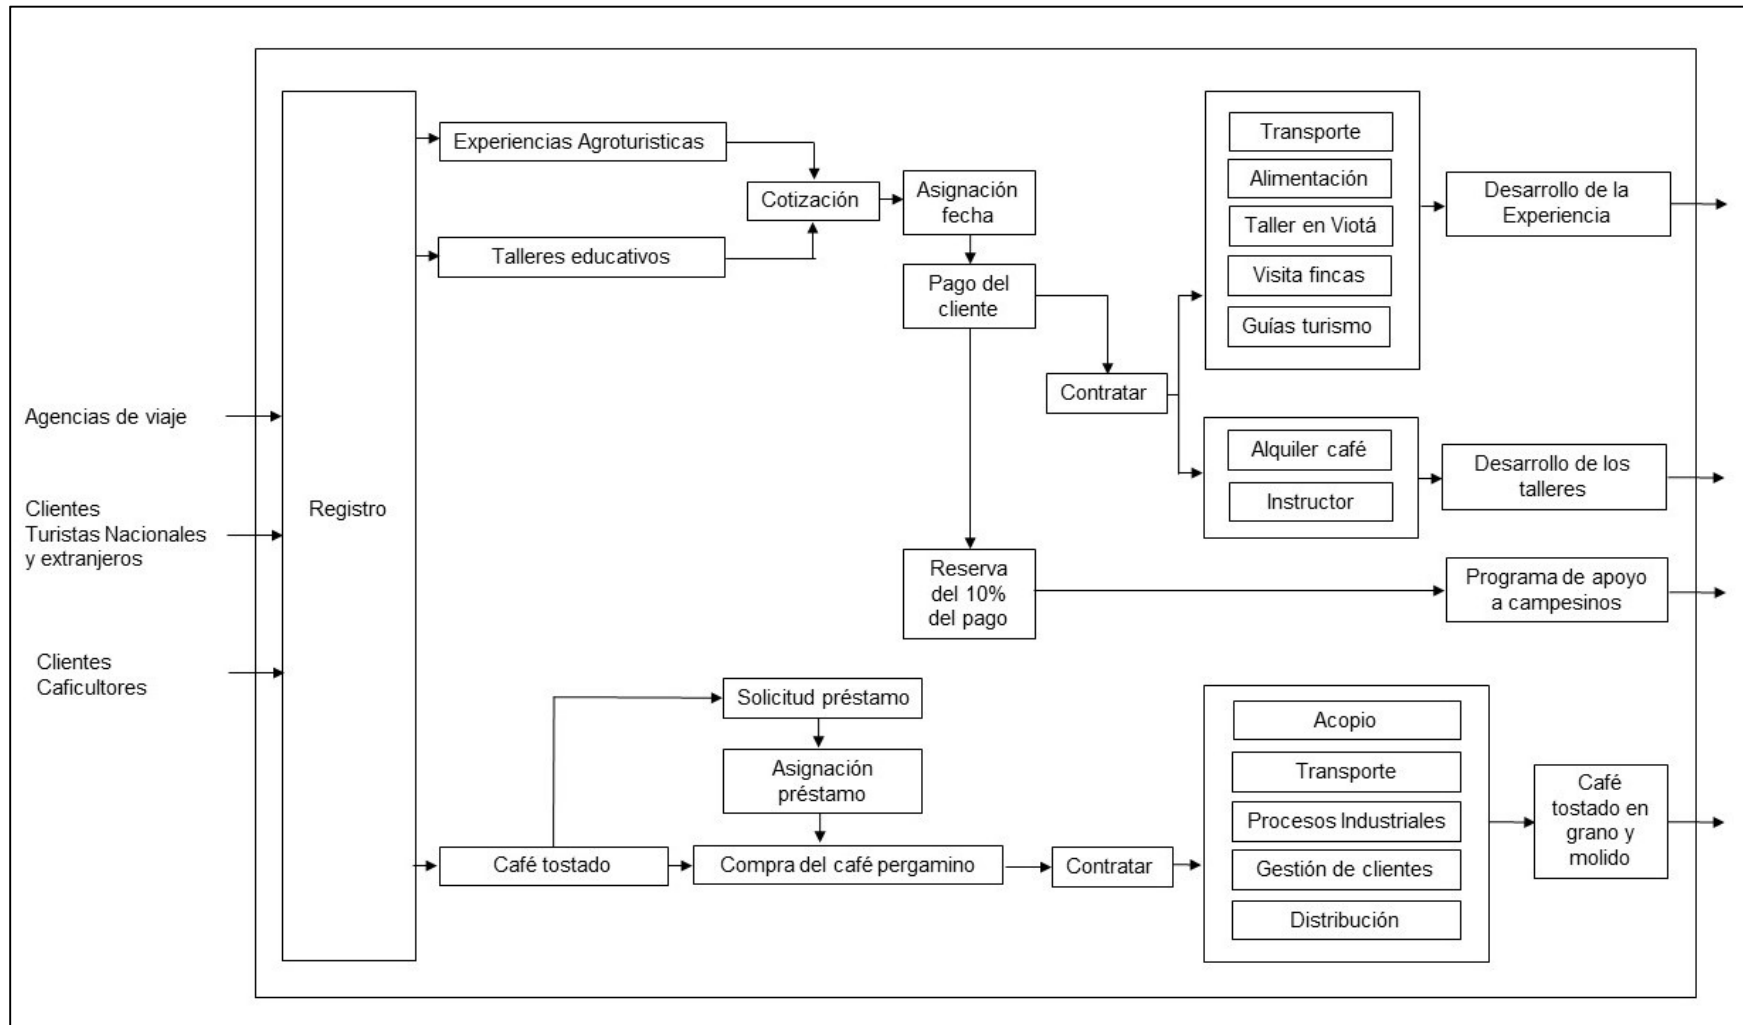 Agencias de viaje
Clientes
Turistas Nacionales
y extranjeros
Clientes
Caficultores
Registro
Experiencias Agroturisticas
Talleres educativos
Cotización
Asignación
fecha
Pago del
cliente
Contratar
Transporte
Alimentación
Taller en Viotá
Visita fincas
Guías turismo
Desarrollo de la
Experiencia
Alquiler café
Instructor
Desarrollo de los
talleres
Reserva
del 10%
del pago
Programa de apoyo
a campesinos
Solicitud préstamo
Asignación
préstamo
Café tostado
Compra del café pergamino
Contratar
Acopio
Transporte
Procesos Industriales
Gestión de clientes
Distribución
Café
tostado en
grano y
molido